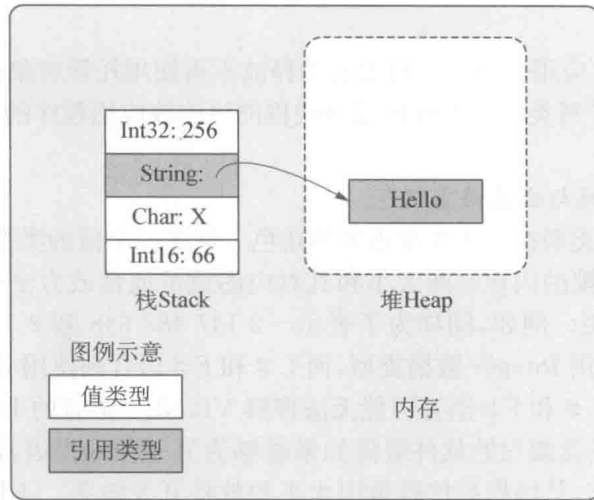 Int32: 256
String:
Char: X
Int16: 66
栈Stack
Hello
堆Heap
图例示意
值类型
引用类型
内存